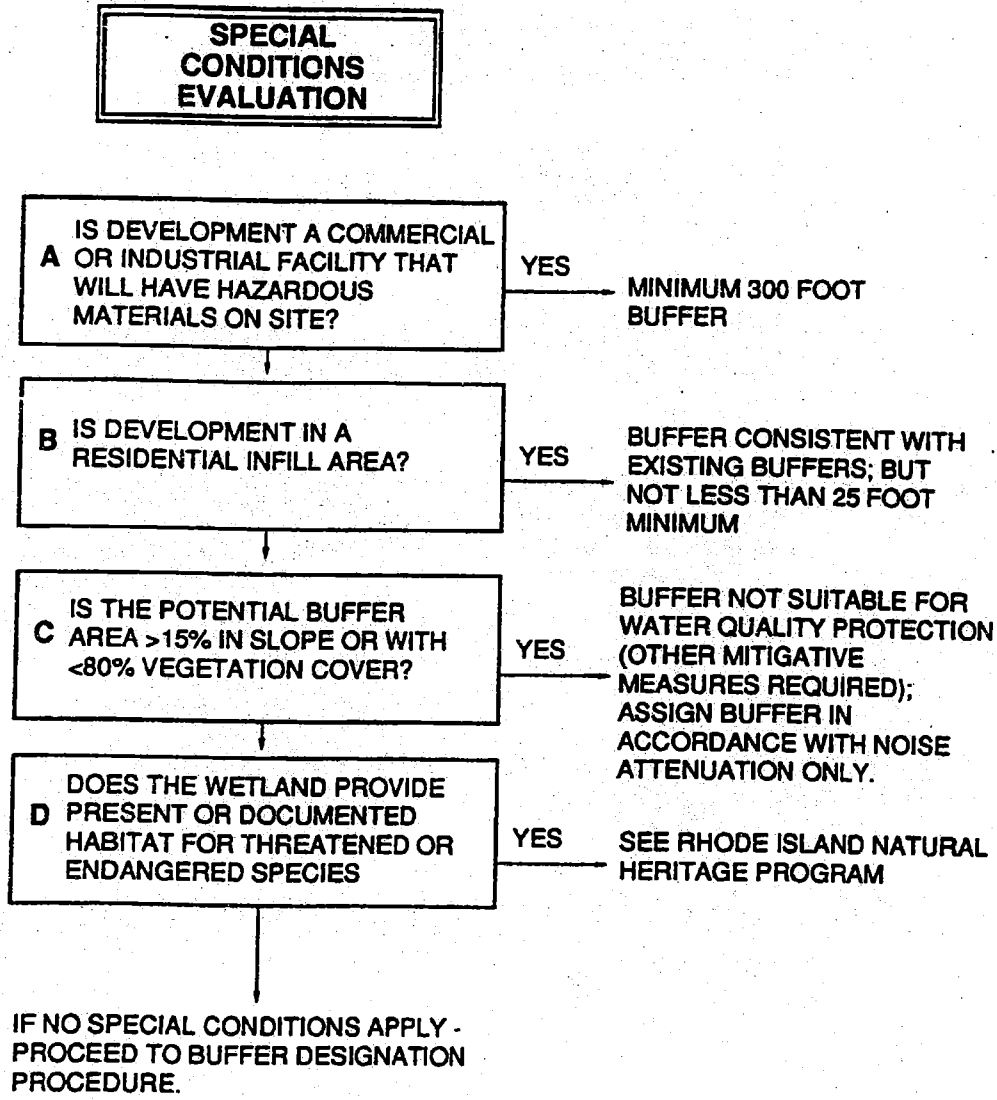 SPECIAL
CONDITIONS
EVALUATION
A
IS DEVELOPMENT A COMMERCIAL
OR INDUSTRIAL FACILITY THAT
WILL HAVE HAZARDOUS
MATERIALS ON SITE?
YES
MINIMUM 300 FOOT
BUFFER
B
IS DEVELOPMENT IN A
RESIDENTIAL INFILL AREA?
YES
BUFFER CONSISTENT WITH
EXISTING BUFFERS; BUT
NOT LESS THAN 25 FOOT
MINIMUM
C
IS THE POTENTIAL BUFFER
AREA >15% IN SLOPE OR WITH
<80% VEGETATION COVER?
YES
BUFFER NOT SUITABLE FOR
WATER QUALITY PROTECTION
(OTHER MITIGATIVE
MEASURES REQUIRED);
ASSIGN BUFFER IN
ACCORDANCE WITH NOISE
ATTENUATION ONLY.
D
DOES THE WETLAND PROVIDE
PRESENT OR DOCUMENTED
HABITAT FOR THREATENED OR
ENDANGERED SPECIES
YES
SEE RHODE ISLAND NATURAL
HERITAGE PROGRAM
IF NO SPECIAL CONDITIONS APPLY -
PROCEED TO BUFFER DESIGNATION
PROCEDURE.